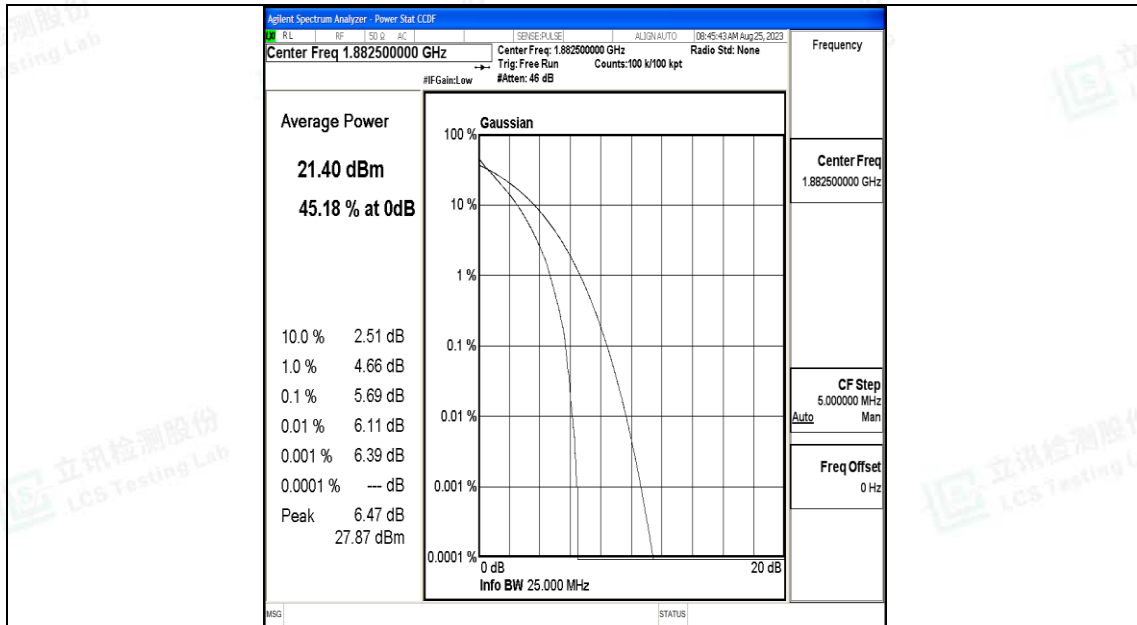 Agilent Spectrum Analyzer - Power Stat CCDF
RL RF 50 Ω AC SENSE:PULSE ALIGN AUTO 08:45:43 AM Aug 25, 2023
Center Freq 1.882500000 GHz
Center Freq: 1.882500000 GHz Radio Std: None
Trig: Free Run Counts:100 k/100 kpt
#IFGain:Low #Atten: 46 dB
Frequency
Average Power
21.40 dBm
45.18 % at 0dB
10.0 % 2.51 dB
1.0 % 4.66 dB
0.1 % 5.69 dB
0.01 % 6.11 dB
0.001 % 6.39 dB
0.0001 % --- dB
Peak 6.47 dB
27.87 dBm
Gaussian
100 %
10 %
1 %
0.1 %
0.01 %
0.001 %
0.0001 %
0 dB 20 dB
Info BW 25.000 MHz
Center Freq
1.882500000 GHz
CF Step
5.000000 MHz
Auto Man
Freq Offset
0 Hz
MSG STATUS
立讯检测股份
LCS Testing Lab